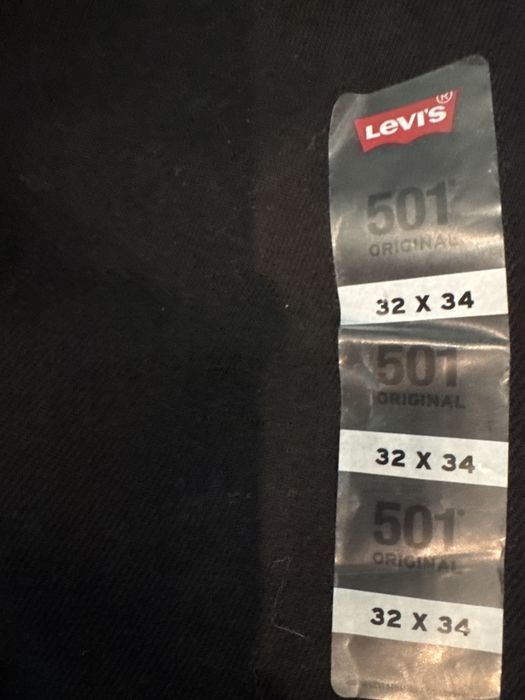 LEVI'S®
501®
ORIGINAL
32 X 34
501
ORIGINAL
32 X 34
501®
ORIGINAL
32 X 34